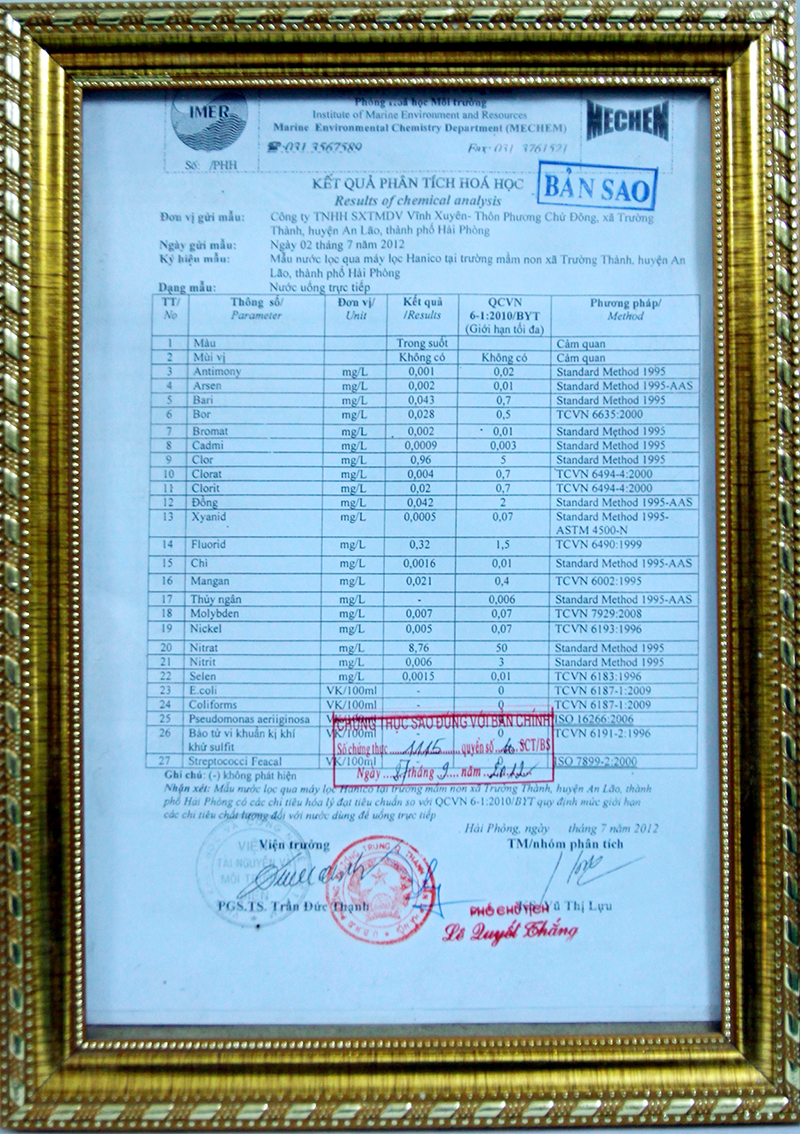 IMER
Phòng Hoá học Môi trường
Institute of Marine Environment and Resources
Marine Environmental Chemistry Department (MECHEM)
☎ 031 3567589 Fax: 031 3761521
MECHEM
Số: /PHH
KẾT QUẢ PHÂN TÍCH HOÁ HỌC
Results of chemical analysis
BẢN SAO
Đơn vị gửi mẫu: Công ty TNHH SXTMDV Vĩnh Xuyên- Thôn Phương Chử Đông, xã Trường
Thành, huyện An Lão, thành phố Hải Phòng
Ngày gửi mẫu: Ngày 02 tháng 7 năm 2012
Ký hiệu mẫu: Mẫu nước lọc qua máy lọc Hanico tại trường mầm non xã Trường Thành, huyện An
Lão, thành phố Hải Phòng
Dạng mẫu: Nước uống trực tiếp
TT/ Thông số/ Đơn vị/ Kết quả QCVN Phương pháp/
No Parameter Unit /Results 6-1:2010/BYT Method
(Giới hạn tối đa)
1 Màu Trong suốt Cảm quan
2 Mùi vị Không có Không có Cảm quan
3 Antimony mg/L 0,001 0,02 Standard Method 1995
4 Arsen mg/L 0,002 0,01 Standard Method 1995-AAS
5 Bari mg/L 0,043 0,7 Standard Method 1995
6 Bor mg/L 0,028 0,5 TCVN 6635:2000
7 Bromat mg/L 0,002 0,01 Standard Method 1995
8 Cadmi mg/L 0,0009 0,003 Standard Method 1995
9 Clor mg/L 0,96 5 Standard Method 1995
10 Clorat mg/L 0,004 0,7 TCVN 6494-4:2000
11 Clorit mg/L 0,02 0,7 TCVN 6494-4:2000
12 Đồng mg/L 0,042 2 Standard Method 1995-AAS
13 Xyanid mg/L 0,0005 0,07 Standard Method 1995-
ASTM 4500-N
14 Fluorid mg/L 0,32 1,5 TCVN 6490:1999
15 Chì mg/L 0,0016 0,01 Standard Method 1995-AAS
16 Mangan mg/L 0,021 0,4 TCVN 6002:1995
17 Thủy ngân mg/L - 0,006 Standard Method 1995-AAS
18 Molybden mg/L 0,007 0,07 TCVN 7929:2008
19 Nickel mg/L 0,005 0,07 TCVN 6193:1996
20 Nitrat mg/L 8,76 50 Standard Method 1995
21 Nitrit mg/L 0,006 3 Standard Method 1995
22 Selen mg/L 0,0015 0,01 TCVN 6183:1996
23 E.coli VK/100ml - 0 TCVN 6187-1:2009
24 Coliforms VK/100ml - 0 TCVN 6187-1:2009
25 Pseudomonas aeriiginosa ISO 16266:2006
26 Bào tử vi khuẩn kị khí VK/100ml - 0 TCVN 6191-2:1996
khử sulfit
27 Streptococci Feacal VK/100ml ISO 7899-2:2000
CHỨNG THỰC SAO ĐÚNG VỚI BẢN CHÍNH
Số chứng thực 1115 quyển số SCT/BS
Ngày tháng 9 năm 2012
Ghi chú: (-) không phát hiện
Nhận xét: Mẫu nước lọc qua máy lọc Hanico tại trường mầm non xã Trường Thành, huyện An Lão, thành
phố Hải Phòng có các chỉ tiêu hóa lý đạt tiêu chuẩn so với QCVN 6-1:2010/BYT quy định mức giới hạn
các chỉ tiêu chất lượng đối với nước dùng để uống trực tiếp
Hải Phòng, ngày tháng 7 năm 2012
Viện trưởng TM/nhóm phân tích
PGS.TS. Trần Đức Thạnh Vũ Thị Lựu
PHÓ CHỦ TỊCH
Lê Quyết Thắng